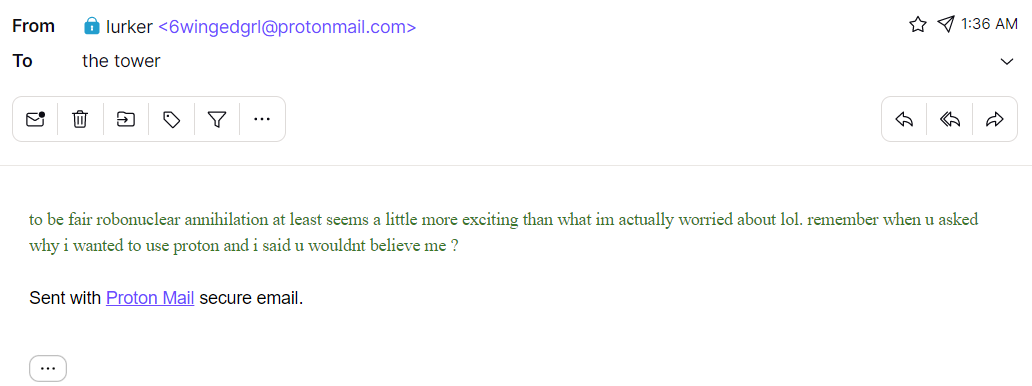 From lurker <6wingedgrl@protonmail.com> 1:36 AM
To the tower
to be fair robonuclear annihilation at least seems a little more exciting than what im actually worried about lol. remember when u asked
why i wanted to use proton and i said u wouldnt believe me ?
Sent with Proton Mail secure email.